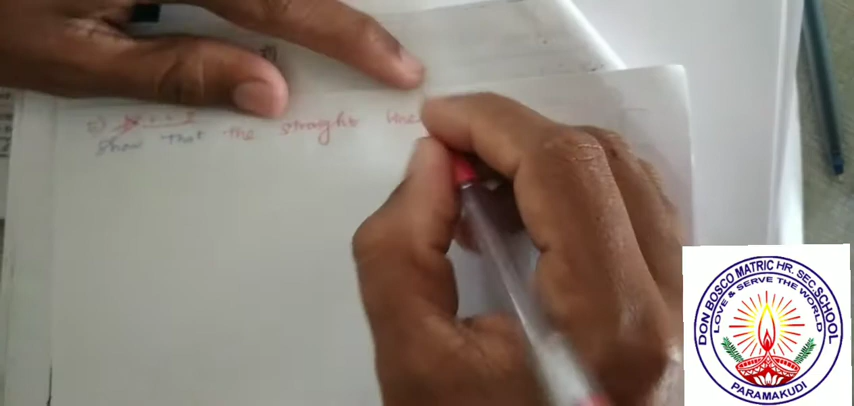 Show that the straight line
DON BOSCO MATRIC HR. SEC. SCHOOL
LOVE & SERVE THE WORLD
PARAMAKUDI